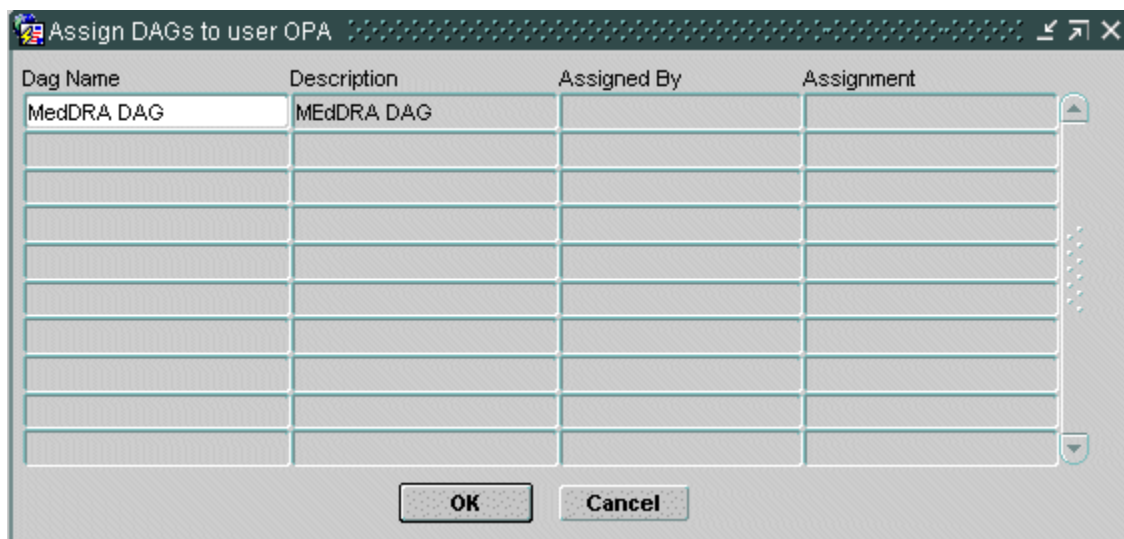 Assign DAGs to user OPA
Dag Name Description Assigned By Assignment
MedDRA DAG MEdDRA DAG
OK Cancel